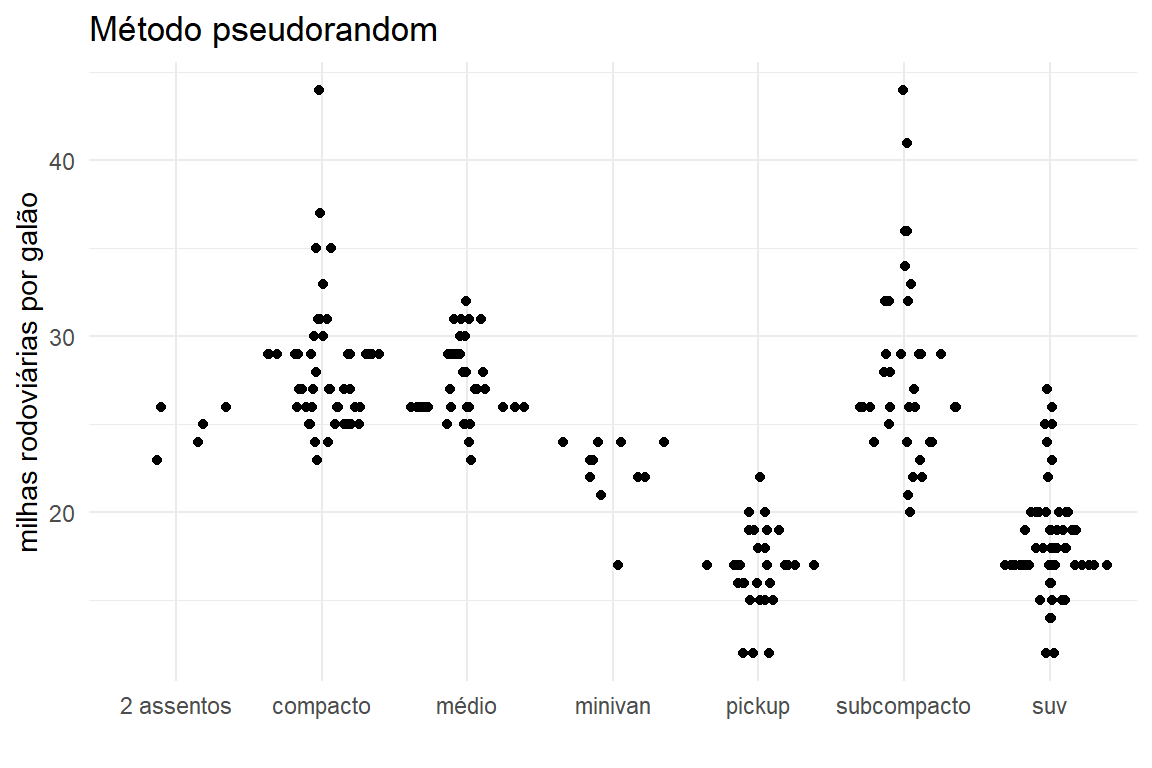 Método pseudorandom
milhas rodoviárias por galão
40
30
20
2 assentos compacto médio minivan pickup subcompacto suv